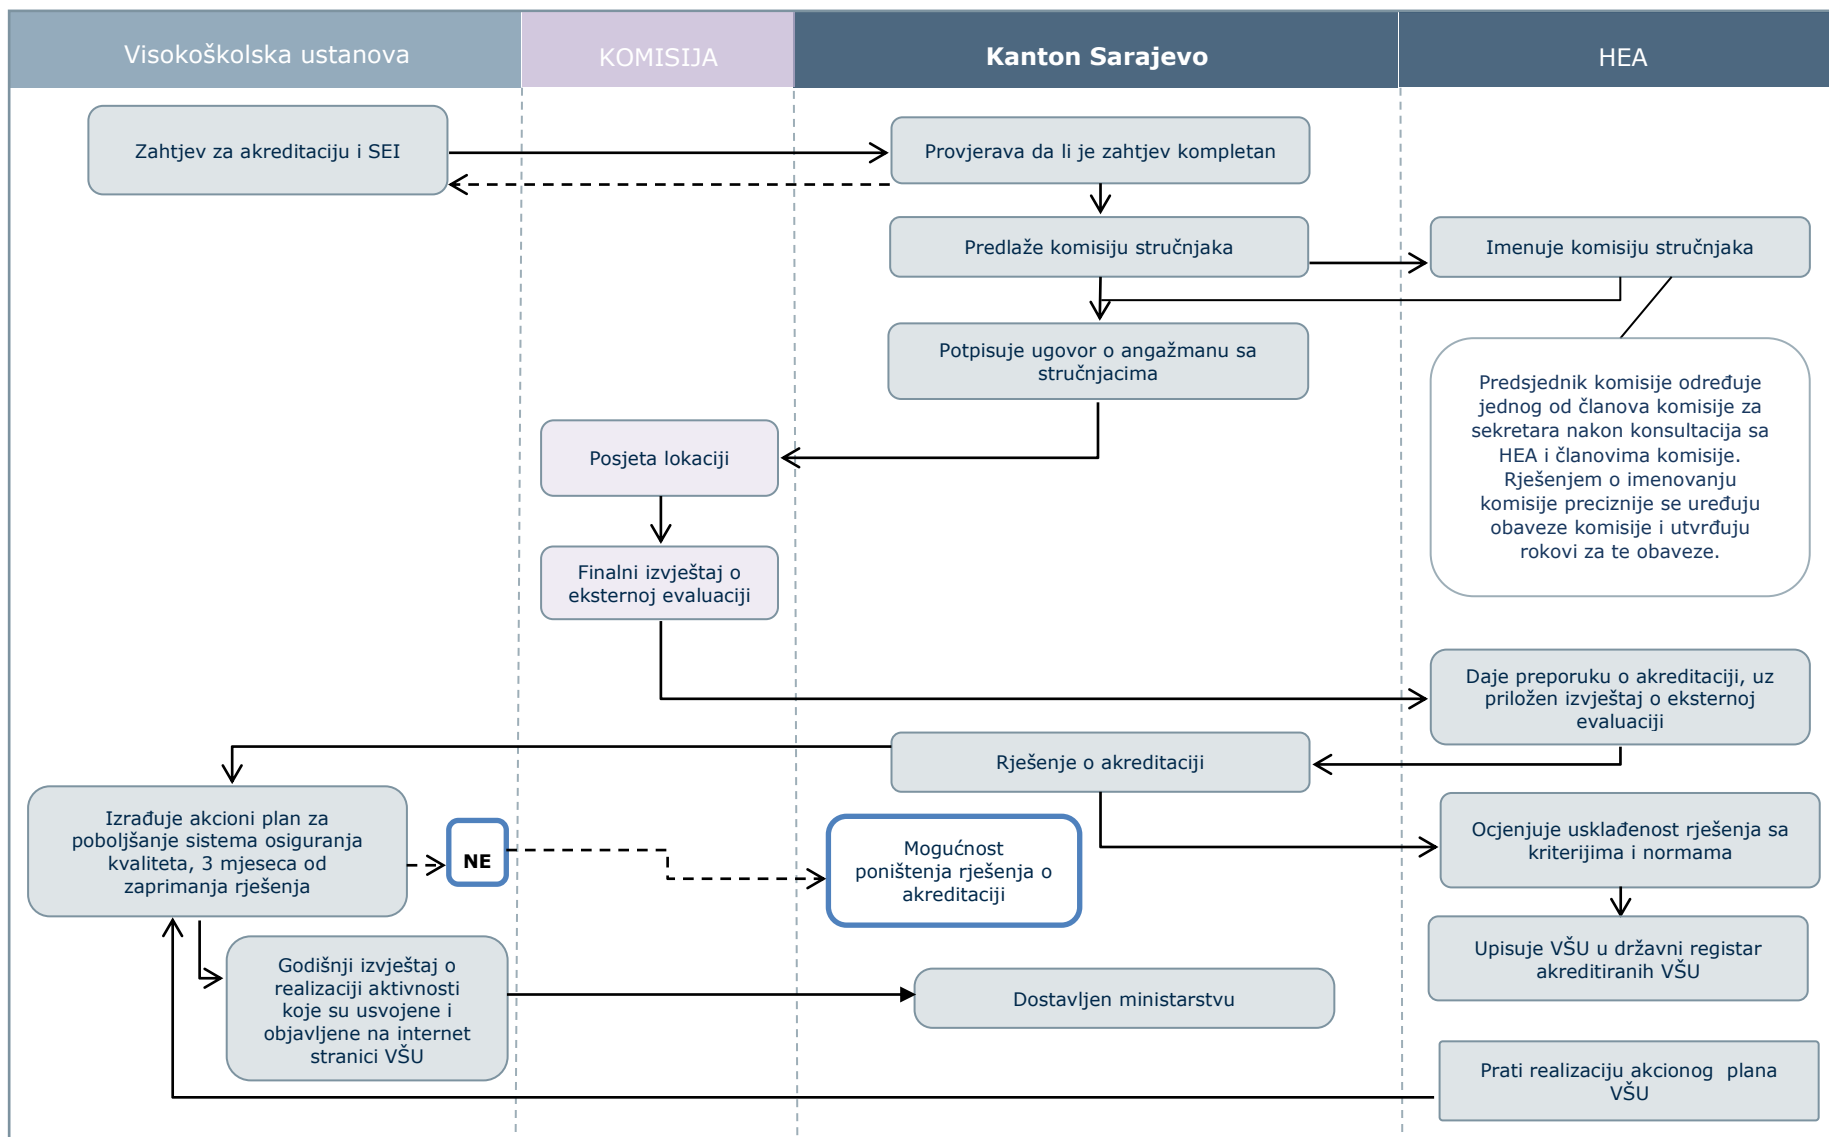 Visokoškolska ustanova
KOMISIJA
Kanton Sarajevo
HEA
Zahtjev za akreditaciju i SEI
Provjerava da li je zahtjev kompletan
Predlaže komisiju stručnjaka
Imenuje komisiju stručnjaka
Potpisuje ugovor o angažmanu sa
stručnjacima
Predsjednik komisije određuje
jednog od članova komisije za
sekretara nakon konsultacija sa
HEA i članovima komisije.
Rješenjem o imenovanju
komisije preciznije se uređuju
obaveze komisije i utvrđuju
rokovi za te obaveze.
Posjeta lokaciji
Finalni izvještaj o
eksternoj evaluaciji
Daje preporuku o akreditaciji, uz
priložen izvještaj o eksternoj
evaluaciji
Rješenje o akreditaciji
Izrađuje akcioni plan za
poboljšanje sistema osiguranja
kvaliteta, 3 mjeseca od
zaprimanja rješenja
NE
Mogućnost
poništenja rješenja o
akreditaciji
Ocjenjuje usklađenost rješenja sa
kriterijima i normama
Upisuje VŠU u državni registar
akreditiranih VŠU
Godišnji izvještaj o
realizaciji aktivnosti
koje su usvojene i
objavljene na internet
stranici VŠU
Dostavljen ministarstvu
Prati realizaciju akcionog  plana
VŠU